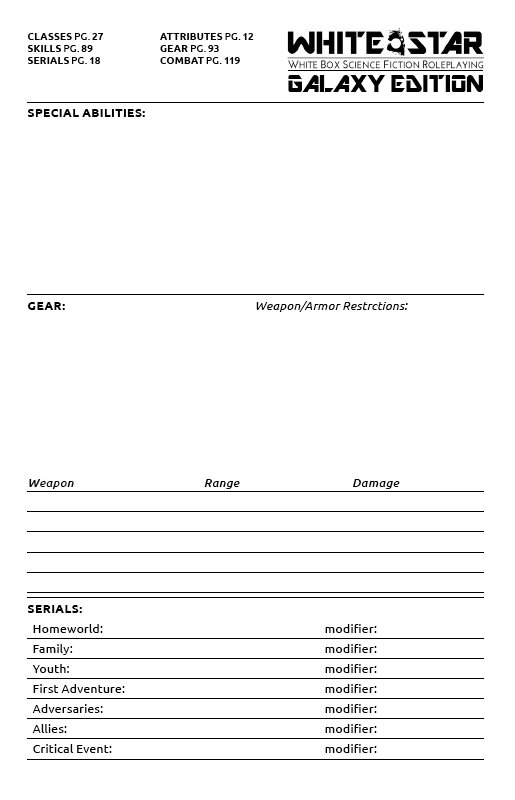 CLASSES PG. 27
SKILLS PG. 89
SERIALS PG. 18
ATTRIBUTES PG. 12
GEAR PG. 93
COMBAT PG. 119
WHITE STAR
WHITE BOX SCIENCE FICTION ROLEPLAYING
GALAXY EDITION
SPECIAL ABILITIES:
GEAR: Weapon/Armor Restrctions:
Weapon Range Damage
SERIALS:
Homeworld: modifier:
Family: modifier:
Youth: modifier:
First Adventure: modifier:
Adversaries: modifier:
Allies: modifier:
Critical Event: modifier: